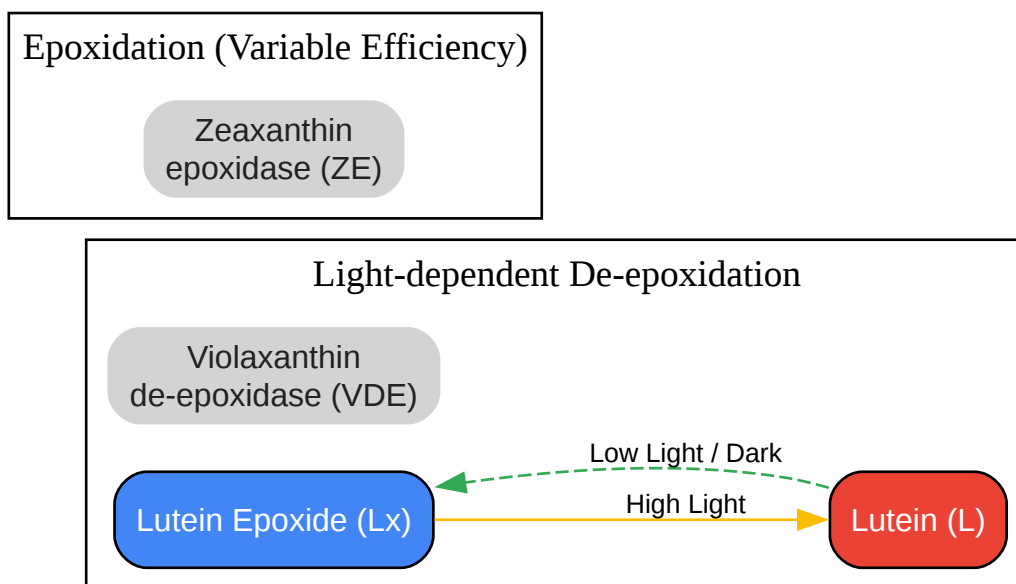 Epoxidation (Variable Efficiency)
Zeaxanthin
epoxidase (ZE)
Light-dependent De-epoxidation
Violaxanthin
de-epoxidase (VDE)
Low Light / Dark
High Light
Lutein Epoxide (Lx)
Lutein (L)